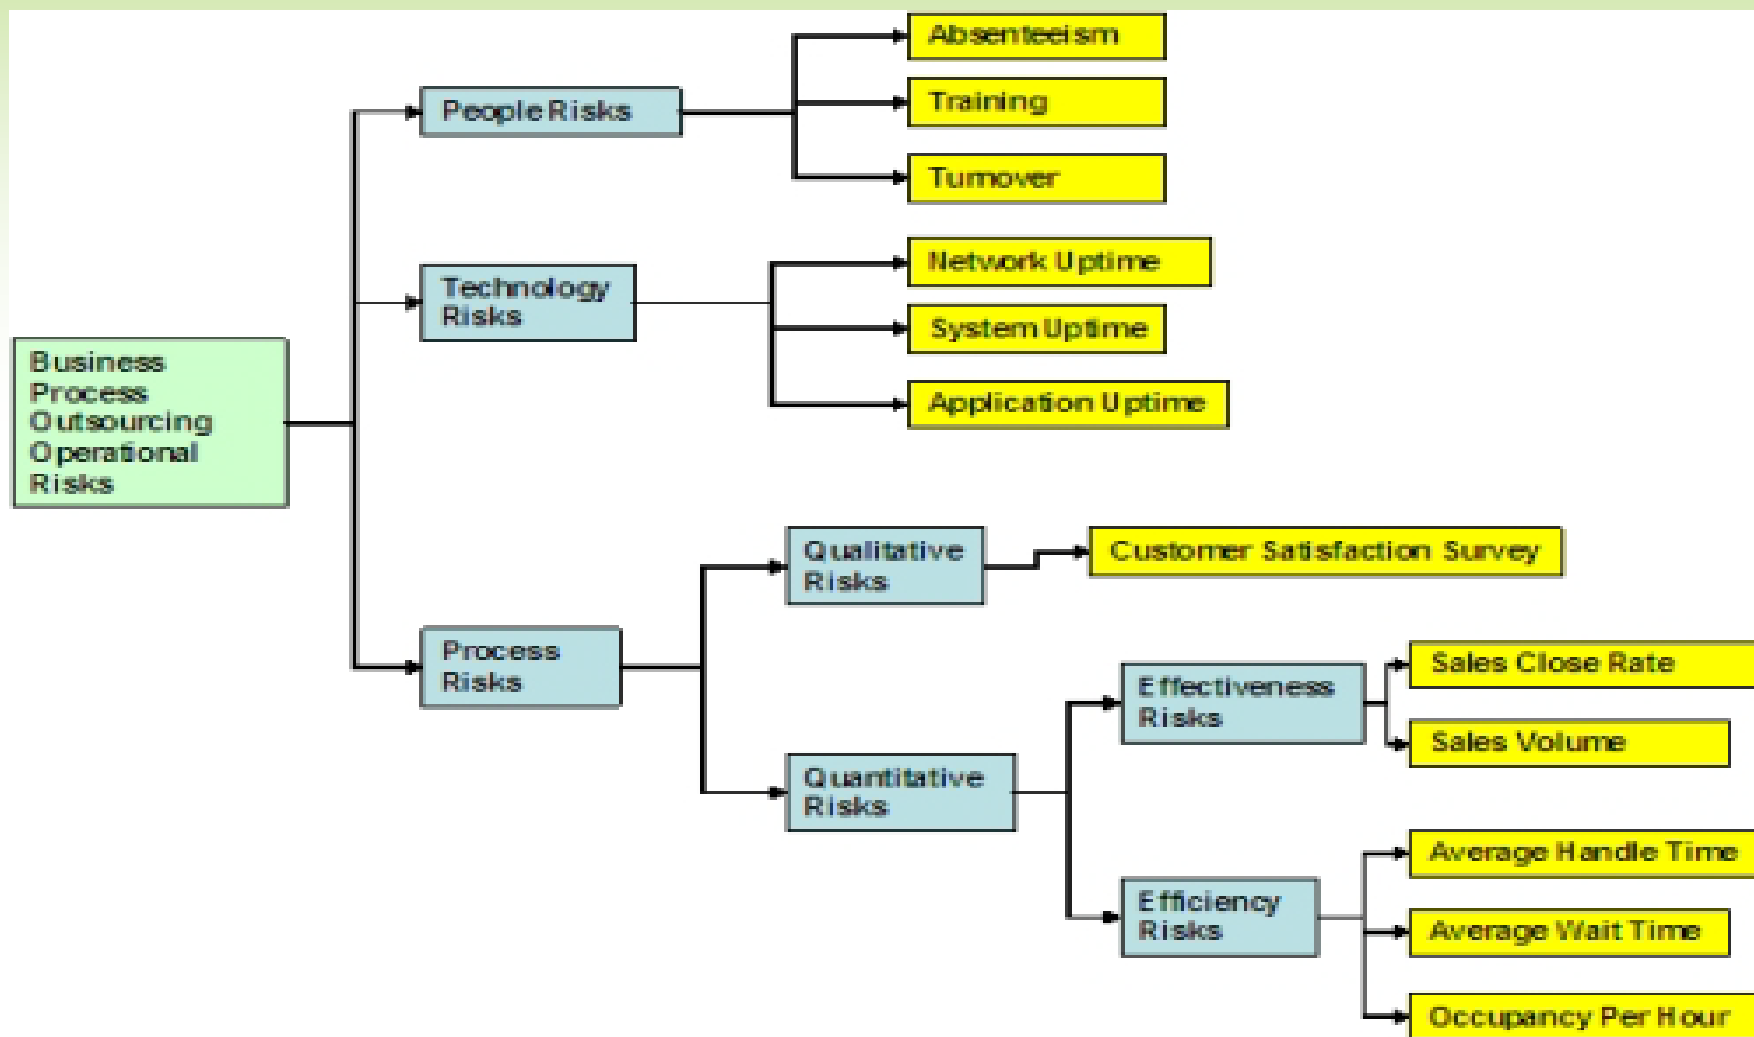 Absenteeism
People Risks
Training
Turnover
Network Uptime
Technology
Risks
System Uptime
Application Uptime
Business
Process
Outsourcing
Operational
Risks
Qualitative
Risks
Customer Satisfaction Survey
Process
Risks
Sales Close Rate
Effectiveness
Risks
Sales Volume
Quantitative
Risks
Average Handle Time
Efficiency
Risks
Average Wait Time
Occupancy Per Hour